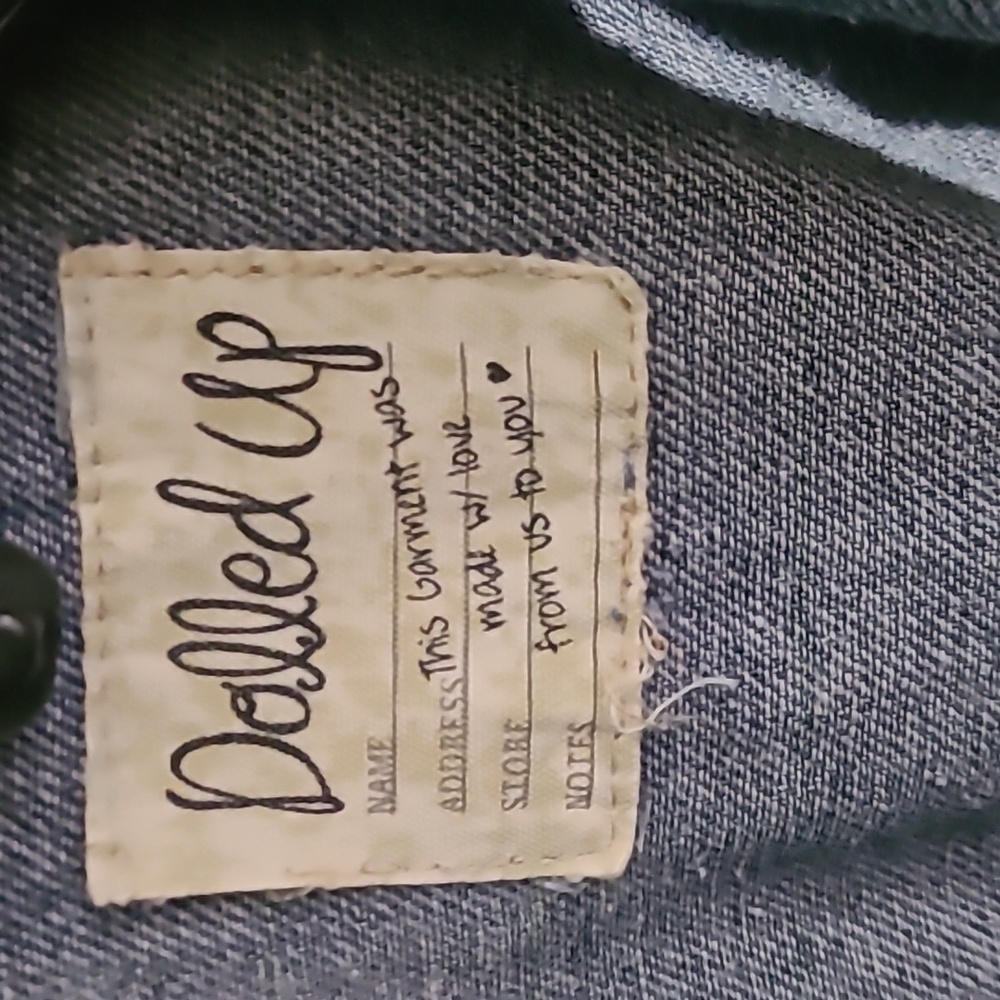 Dolled Up
NAME
This Garment was
ADDRESS
made w/ love
STORE
from us to you ♥
NOTES